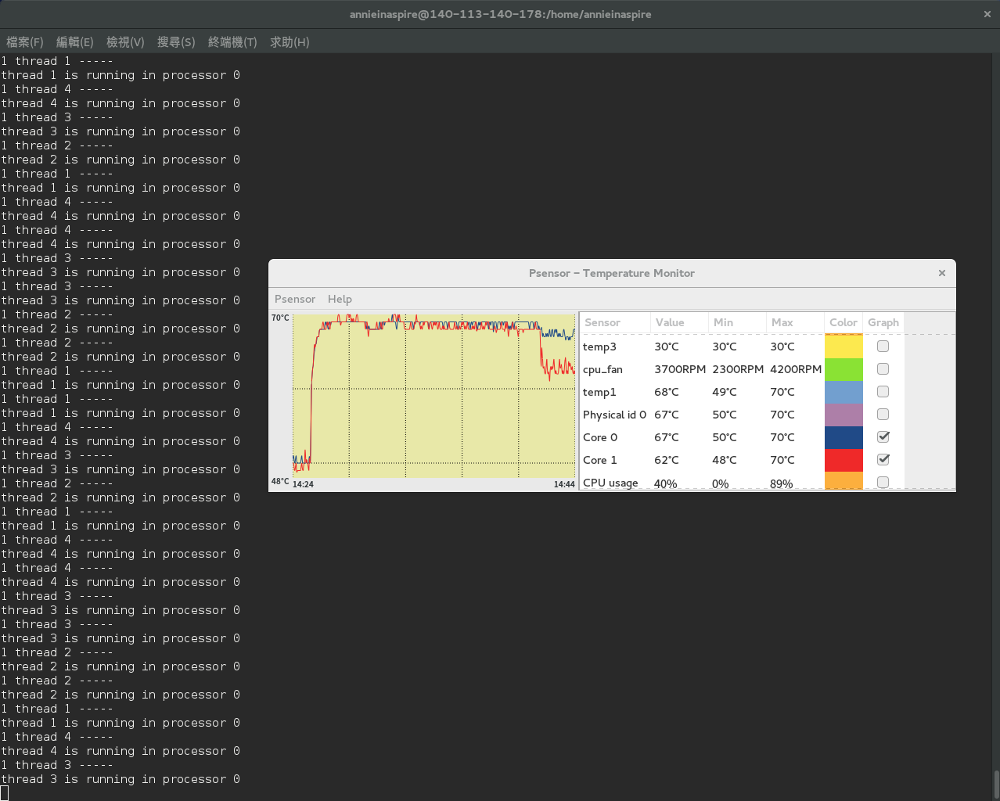 annieinaspire@140-113-140-178:/home/annieinaspire ×
檔案(F) 編輯(E) 檢視(V) 搜尋(S) 終端機(T) 求助(H)
1 thread 1 -----
thread 1 is running in processor 0
1 thread 4 -----
thread 4 is running in processor 0
1 thread 3 -----
thread 3 is running in processor 0
1 thread 2 -----
thread 2 is running in processor 0
1 thread 1 -----
thread 1 is running in processor 0
1 thread 4 -----
thread 4 is running in processor 0
1 thread 4 -----
thread 4 is running in processor 0
1 thread 3 -----
thread 3 is running in processor 0
1 thread 3 -----
thread 3 is running in processor 0
1 thread 2 -----
thread 2 is running in processor 0
1 thread 2 -----
thread 2 is running in processor 0
1 thread 1 -----
thread 1 is running in processor 0
1 thread 1 -----
thread 1 is running in processor 0
1 thread 4 -----
thread 4 is running in processor 0
1 thread 3 -----
thread 3 is running in processor 0
1 thread 2 -----
thread 2 is running in processor 0
1 thread 1 -----
thread 1 is running in processor 0
1 thread 4 -----
thread 4 is running in processor 0
1 thread 4 -----
thread 4 is running in processor 0
1 thread 3 -----
thread 3 is running in processor 0
1 thread 3 -----
thread 3 is running in processor 0
1 thread 2 -----
thread 2 is running in processor 0
1 thread 2 -----
thread 2 is running in processor 0
1 thread 1 -----
thread 1 is running in processor 0
1 thread 4 -----
thread 4 is running in processor 0
1 thread 3 -----
thread 3 is running in processor 0
Psensor – Temperature Monitor ×
Psensor Help
70°C
48°C
14:24 14:44
Sensor Value Min Max Color Graph
temp3 30°C 30°C 30°C
cpu_fan 3700RPM 2300RPM 4200RPM
temp1 68°C 49°C 70°C
Physical id 0 67°C 50°C 70°C
Core 0 67°C 50°C 70°C
Core 1 62°C 48°C 70°C
CPU usage 40% 0% 89%